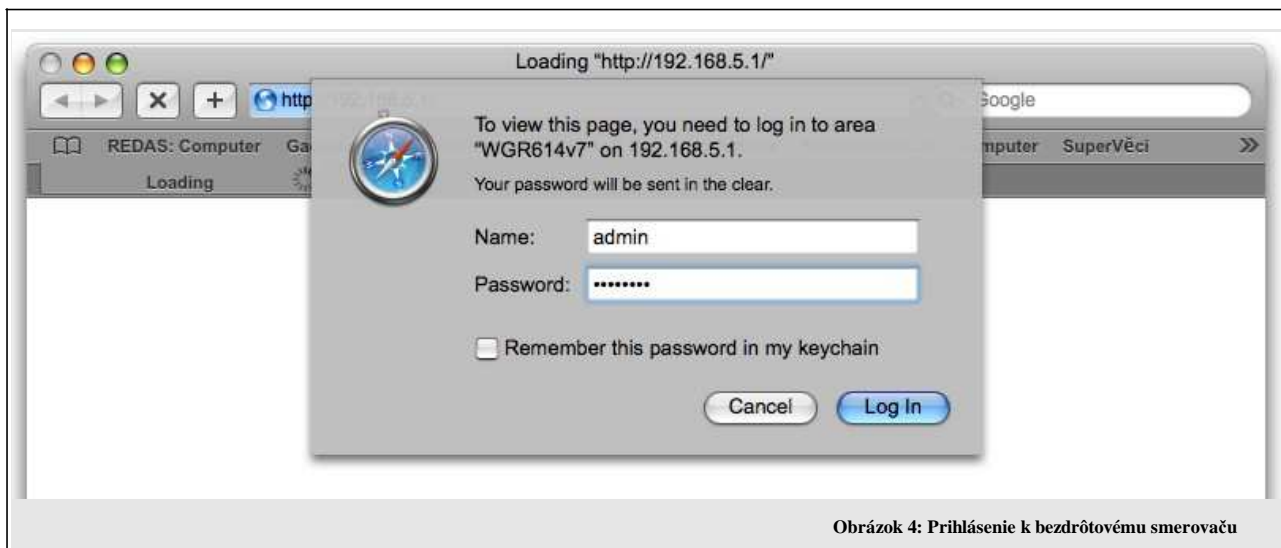 Loading "http://192.168.5.1/"
http
Google
REDAS: Computer Ga mputer SuperVěci »
Loading
To view this page, you need to log in to area
"WGR614v7" on 192.168.5.1.
Your password will be sent in the clear.
Name: admin
Password: ••••••••
Remember this password in my keychain
Cancel Log In
Obrázok 4: Prihlásenie k bezdrôtovému smerovaču